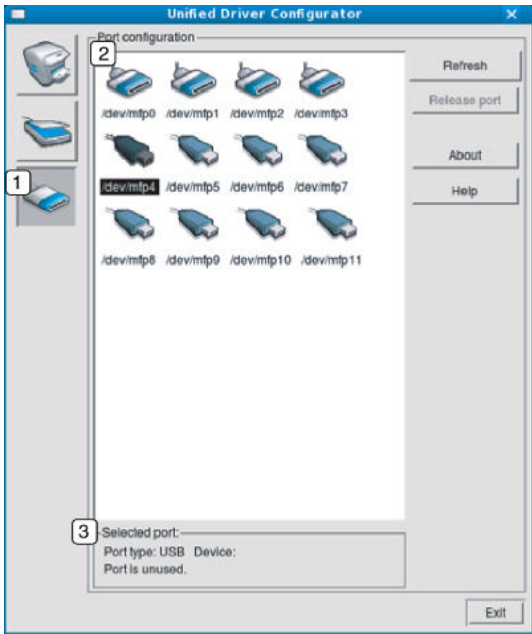 Unified Driver Configurator
Port configuration
2
/dev/mfp0 /dev/mfp1 /dev/mfp2 /dev/mfp3
1
/dev/mfp4 /dev/mfp5 /dev/mfp6 /dev/mfp7
/dev/mfp8 /dev/mfp9 /dev/mfp10 /dev/mfp11
Refresh
Release port
About
Help
3
Selected port:
Port type: USB Device:
Port is unused.
Exit